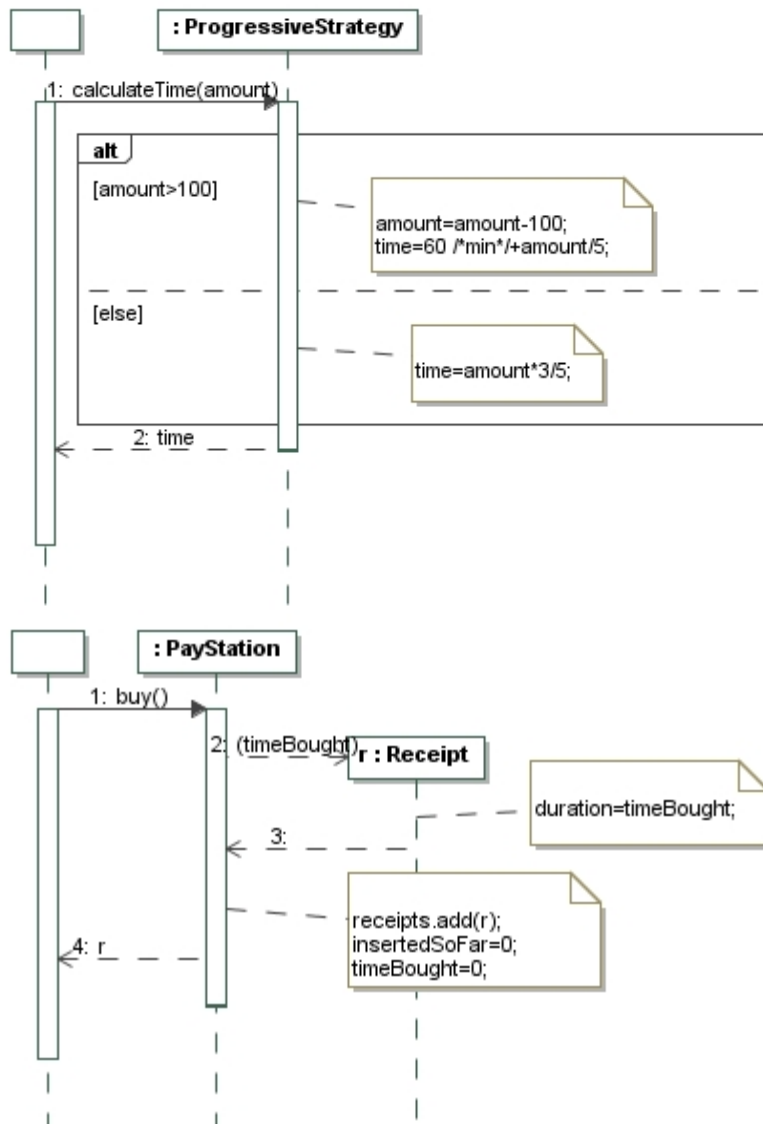 : ProgressiveStrategy
1: calculateTime(amount)
alt
[amount>100]
amount=amount-100;
time=60 /*min*/+amount/5;
[else]
time=amount*3/5;
2: time
: PayStation
1: buy()
2: (timeBought)
r : Receipt
duration=timeBought;
3:
receipts.add(r);
insertedSoFar=0;
timeBought=0;
4: r